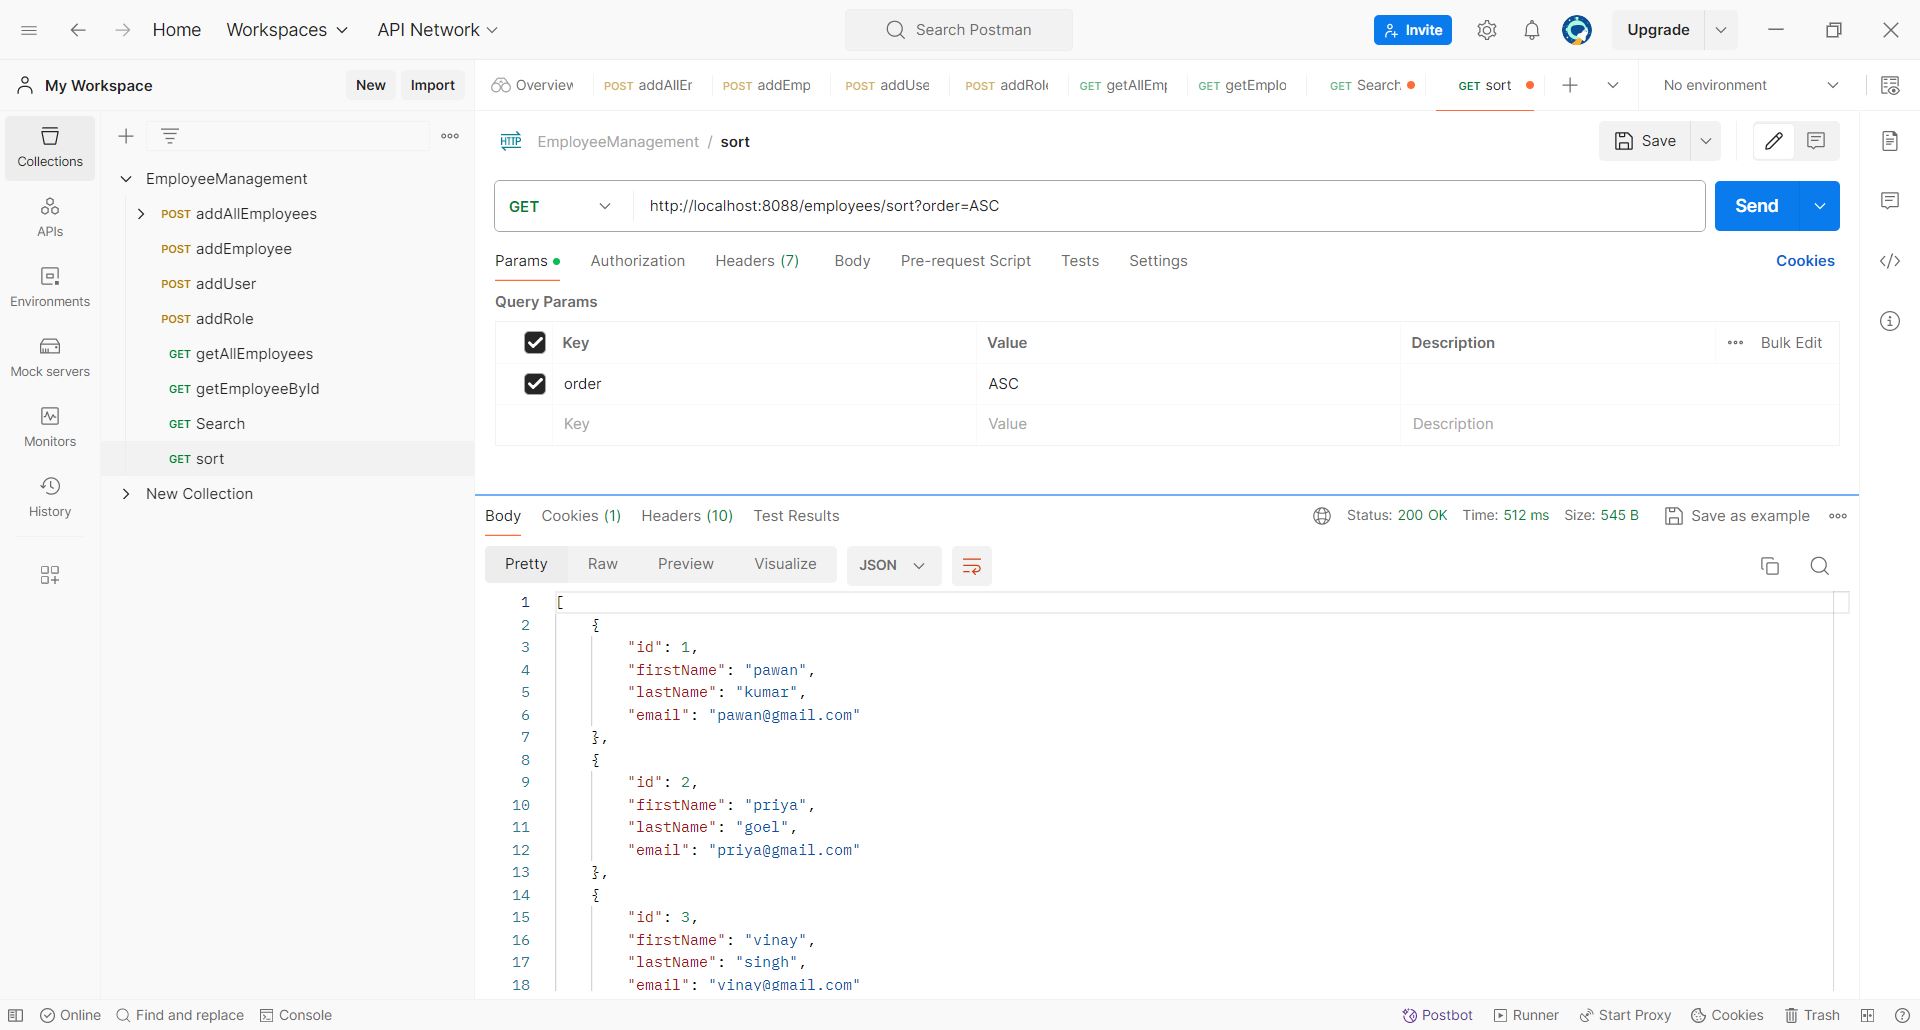 Home Workspaces API Network Search Postman Invite Upgrade
My Workspace New Import Overview POST addAllEr POST addEmp POST addUse POST addRole GET getAllEmp GET getEmplo GET Search GET sort No environment
Collections
APIs
Environments
Mock servers
Monitors
History
EmployeeManagement
POST addAllEmployees
POST addEmployee
POST addUser
POST addRole
GET getAllEmployees
GET getEmployeeById
GET Search
GET sort
New Collection
HTTP EmployeeManagement / sort Save
GET http://localhost:8088/employees/sort?order=ASC Send
Params Authorization Headers (7) Body Pre-request Script Tests Settings Cookies
Query Params
Key Value Description Bulk Edit
order ASC
Key Value Description
Body Cookies (1) Headers (10) Test Results Status: 200 OK Time: 512 ms Size: 545 B Save as example
Pretty Raw Preview Visualize JSON
1 [
2 {
3 "id": 1,
4 "firstName": "pawan",
5 "lastName": "kumar",
6 "email": "pawan@gmail.com"
7 },
8 {
9 "id": 2,
10 "firstName": "priya",
11 "lastName": "goel",
12 "email": "priya@gmail.com"
13 },
14 {
15 "id": 3,
16 "firstName": "vinay",
17 "lastName": "singh",
18 "email": "vinay@gmail.com"
Online Find and replace Console Postbot Runner Start Proxy Cookies Trash